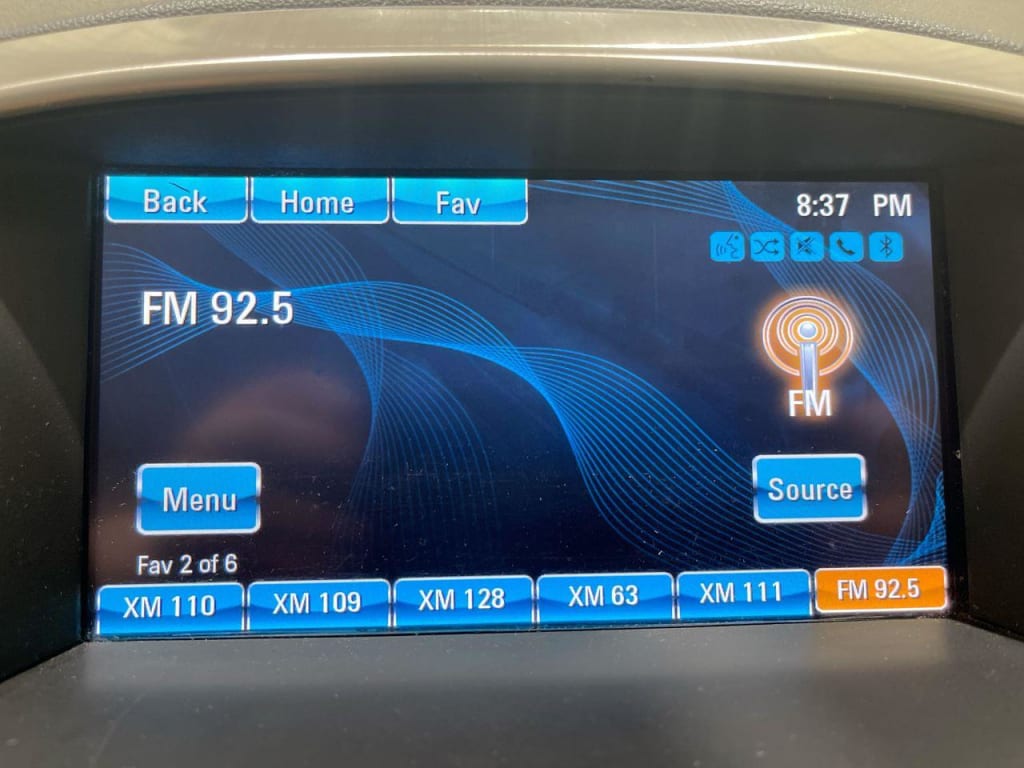 Back Home Fav 8:37 PM
FM 92.5
FM
Menu Source
Fav 2 of 6
XM 110 XM 109 XM 128 XM 63 XM 111 FM 92.5